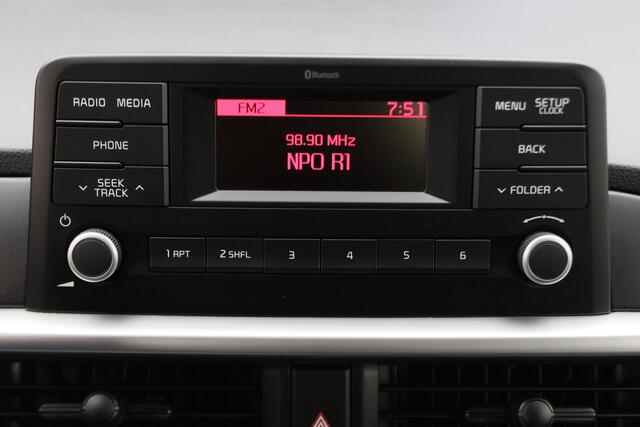 Bluetooth
FM2 7:51
98.90 MHz
NPO R1
RADIO MEDIA
PHONE
SEEK
TRACK
MENU SETUP
CLOCK
BACK
FOLDER
1 RPT 2 SHFL 3 4 5 6